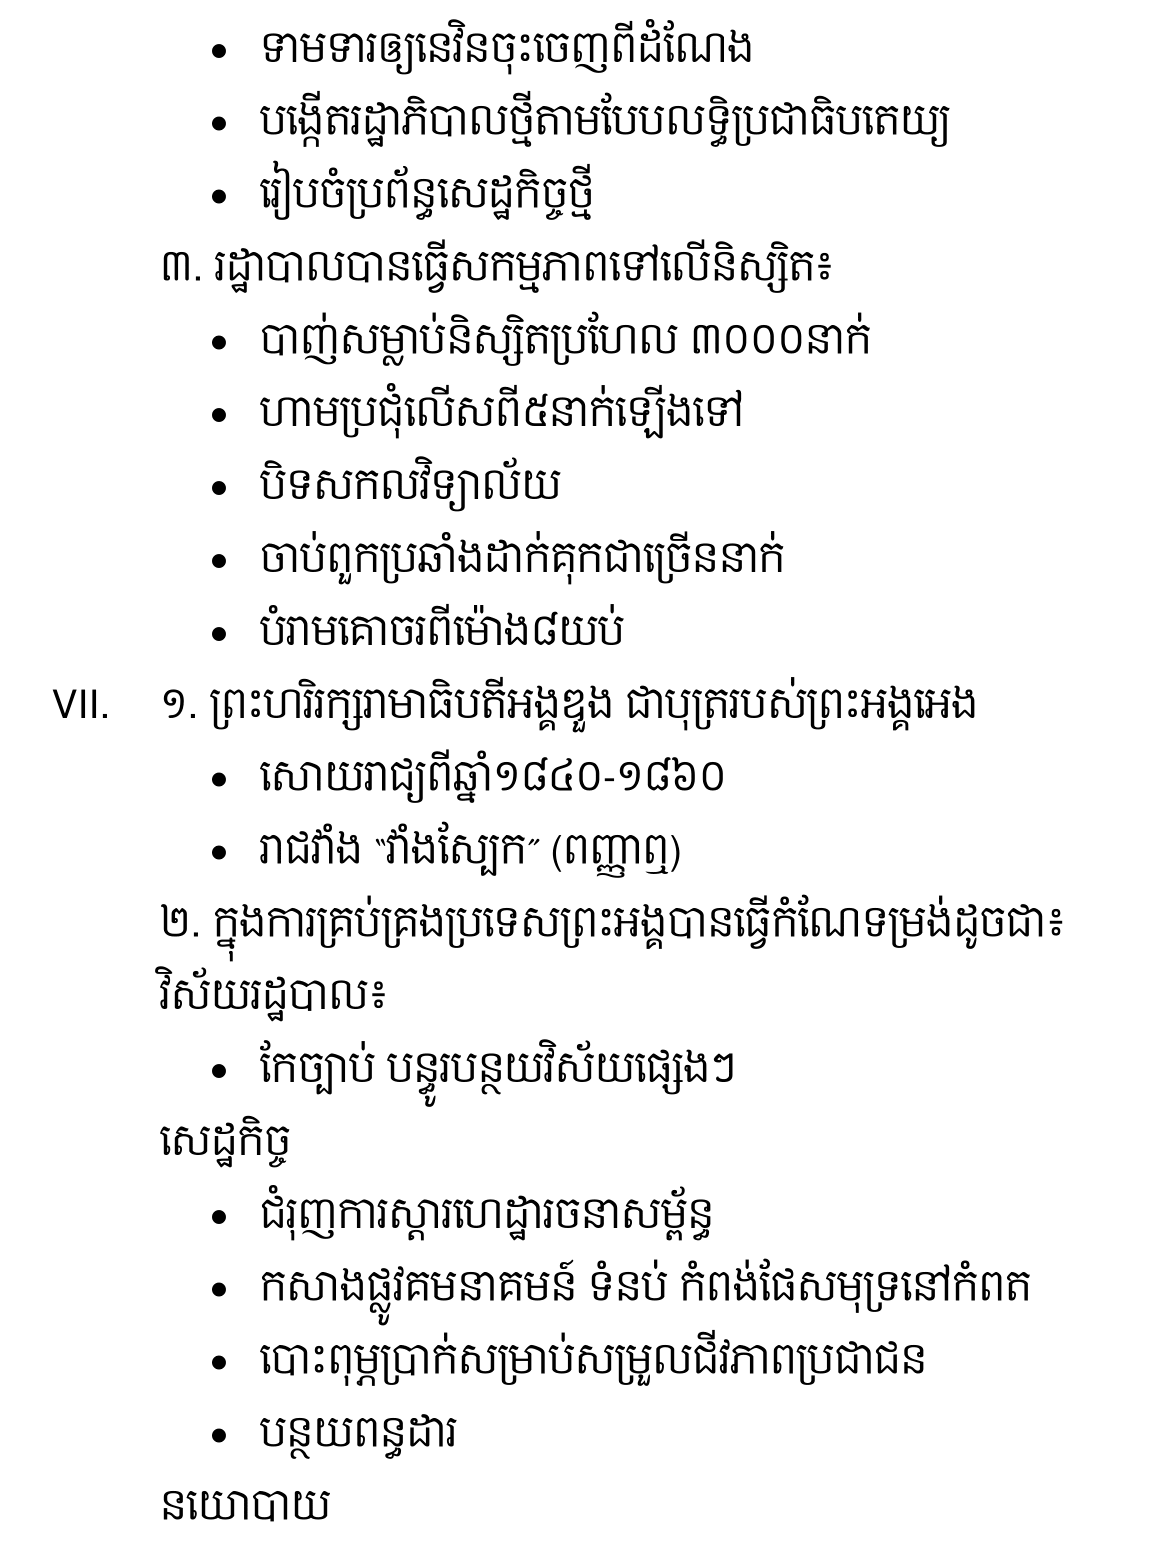 • ទាមទារឲ្យនេវិនចុះចេញពីដំណែង
• បង្កើតរដ្ឋាភិបាលថ្មីតាមបែបលទ្ធិប្រជាធិបតេយ្យ
• រៀបចំប្រព័ន្ធសេដ្ឋកិច្ចថ្មី
៣. រដ្ឋាបាលបានធ្វើសកម្មភាពទៅលើនិស្សិត៖
• បាញ់សម្លាប់និស្សិតប្រហែល ៣០០០នាក់
• ហាមប្រជុំលើសពី៥នាក់ឡើងទៅ
• បិទសកលវិទ្យាល័យ
• ចាប់ពួកប្រឆាំងដាក់គុកជាច្រើននាក់
• បំរាមគោចរពីម៉ោង៨យប់
VII. ១. ព្រះហរិរក្សរាមាធិបតីអង្គឌួង ជាបុត្ររបស់ព្រះអង្គអេង
• សោយរាជ្យពីឆ្នាំ១៨៤០-១៨៦០
• រាជវាំង “វាំងស្បែក” (ពញ្ញាឮ)
២. ក្នុងការគ្រប់គ្រងប្រទេសព្រះអង្គបានធ្វើកំណែទម្រង់ដូចជា៖
វិស័យរដ្ឋបាល៖
• កែច្បាប់ បន្ធូរបន្ថយវិស័យផ្សេងៗ
សេដ្ឋកិច្ច
• ជំរុញការស្តារហេដ្ឋារចនាសម្ព័ន្ធ
• កសាងផ្លូវគមនាគមន៍ ទំនប់ កំពង់ផែសមុទ្រនៅកំពត
• បោះពុម្ភប្រាក់សម្រាប់សម្រួលជីវភាពប្រជាជន
• បន្ថយពន្ធដារ
នយោបាយ